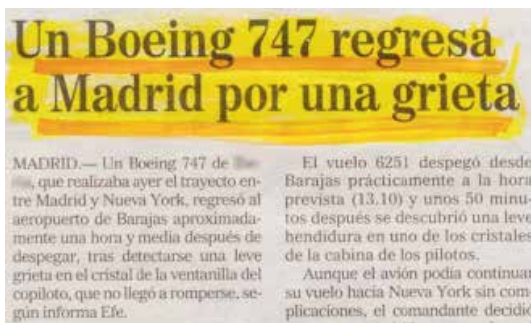 Un Boeing 747 regresa
a Madrid por una grieta
MADRID.— Un Boeing 747 de
, que realizaba ayer el trayecto en-
tre Madrid y Nueva York, regresó al
aeropuerto de Barajas aproximada-
mente una hora y media después de
despegar, tras detectarse una leve
grieta en el cristal de la ventanilla del
copiloto, que no llegó a romperse, se-
gún informa Efe.
El vuelo 6251 despegó desde
Barajas prácticamente a la hora
prevista (13.10) y unos 50 minu-
tos después se descubrió una leve
hendidura en uno de los cristales
de la cabina de los pilotos.
Aunque el avión podía continuar
su vuelo hacia Nueva York sin com-
plicaciones, el comandante decidió